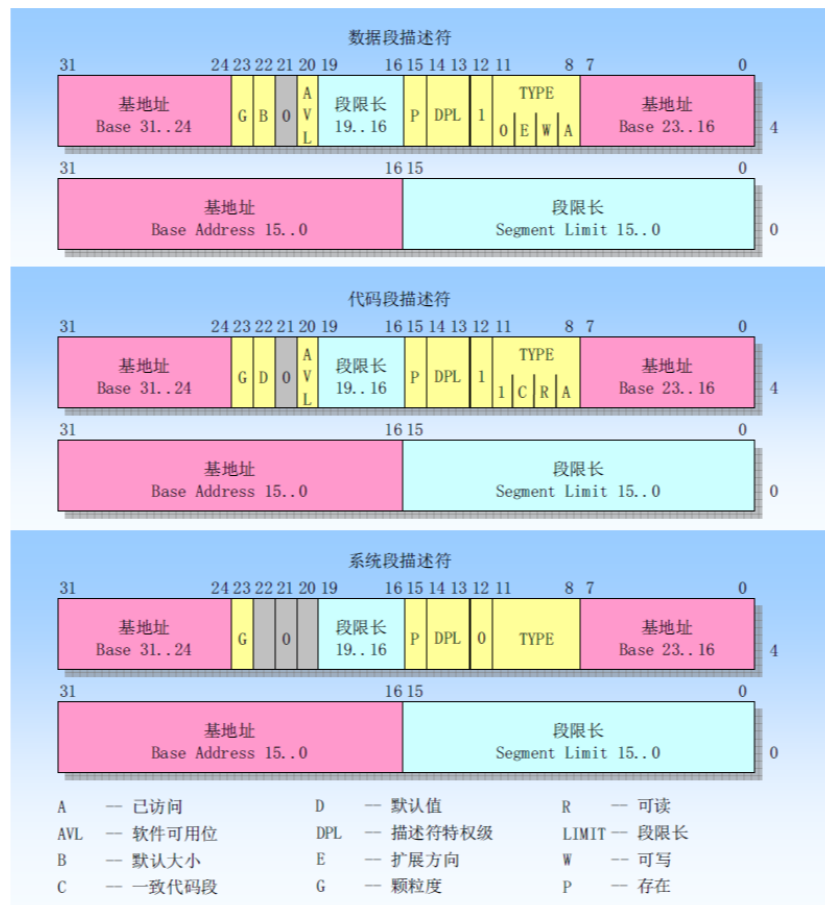 数据段描述符
31 24 23 22 21 20 19 16 15 14 13 12 11 8 7 0
基地址 A 段限长 TYPE 基地址
Base 31..24 G B 0 V 19..16 P DPL 1 Base 23..16
L 0 E W A 4
31 16 15 0
基地址 段限长
Base Address 15..0 Segment Limit 15..0 0
代码段描述符
31 24 23 22 21 20 19 16 15 14 13 12 11 8 7 0
基地址 A 段限长 TYPE 基地址
Base 31..24 G D 0 V 19..16 P DPL 1 Base 23..16
L 1 C R A 4
31 16 15 0
基地址 段限长
Base Address 15..0 Segment Limit 15..0 0
系统段描述符
31 24 23 22 21 20 19 16 15 14 13 12 11 8 7 0
基地址 段限长 基地址
Base 31..24 G 0 19..16 P DPL 0 TYPE Base 23..16 4
31 16 15 0
基地址 段限长
Base Address 15..0 Segment Limit 15..0 0
A -- 已访问 D -- 默认值 R -- 可读
AVL -- 软件可用位 DPL -- 描述符特权级 LIMIT -- 段限长
B -- 默认大小 E -- 扩展方向 W -- 可写
C -- 一致代码段 G -- 颗粒度 P -- 存在